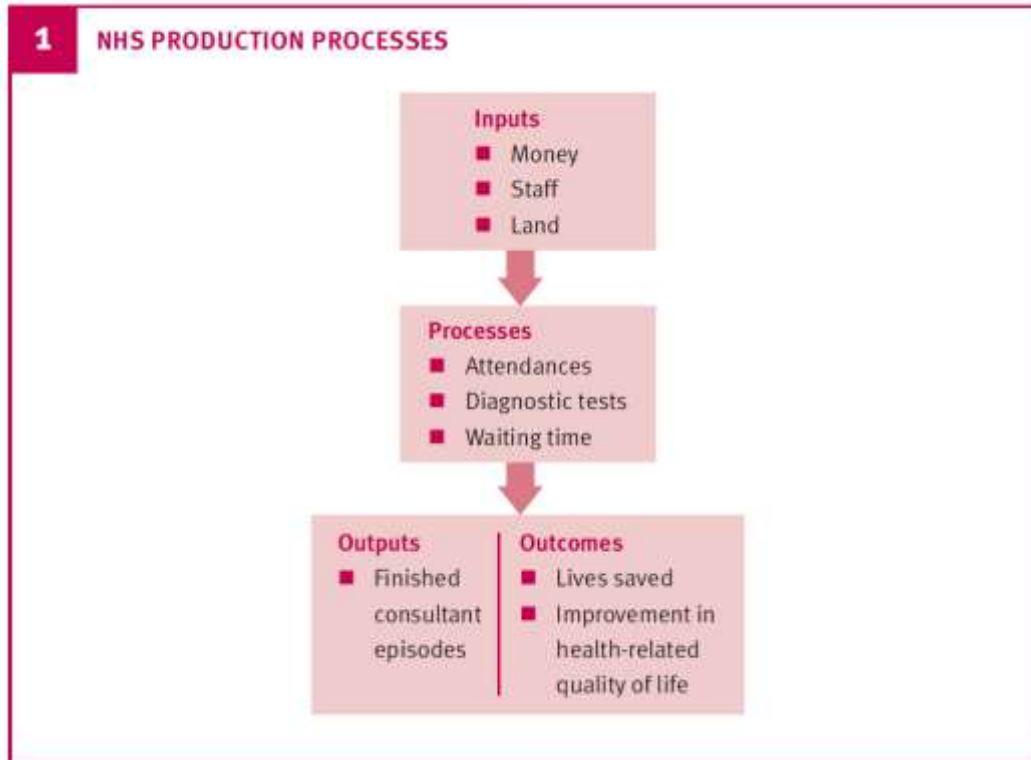 1
NHS PRODUCTION PROCESSES
Inputs
■ Money
■ Staff
■ Land
Processes
■ Attendances
■ Diagnostic tests
■ Waiting time
Outputs
■ Finished
consultant
episodes
Outcomes
■ Lives saved
■ Improvement in
health-related
quality of life